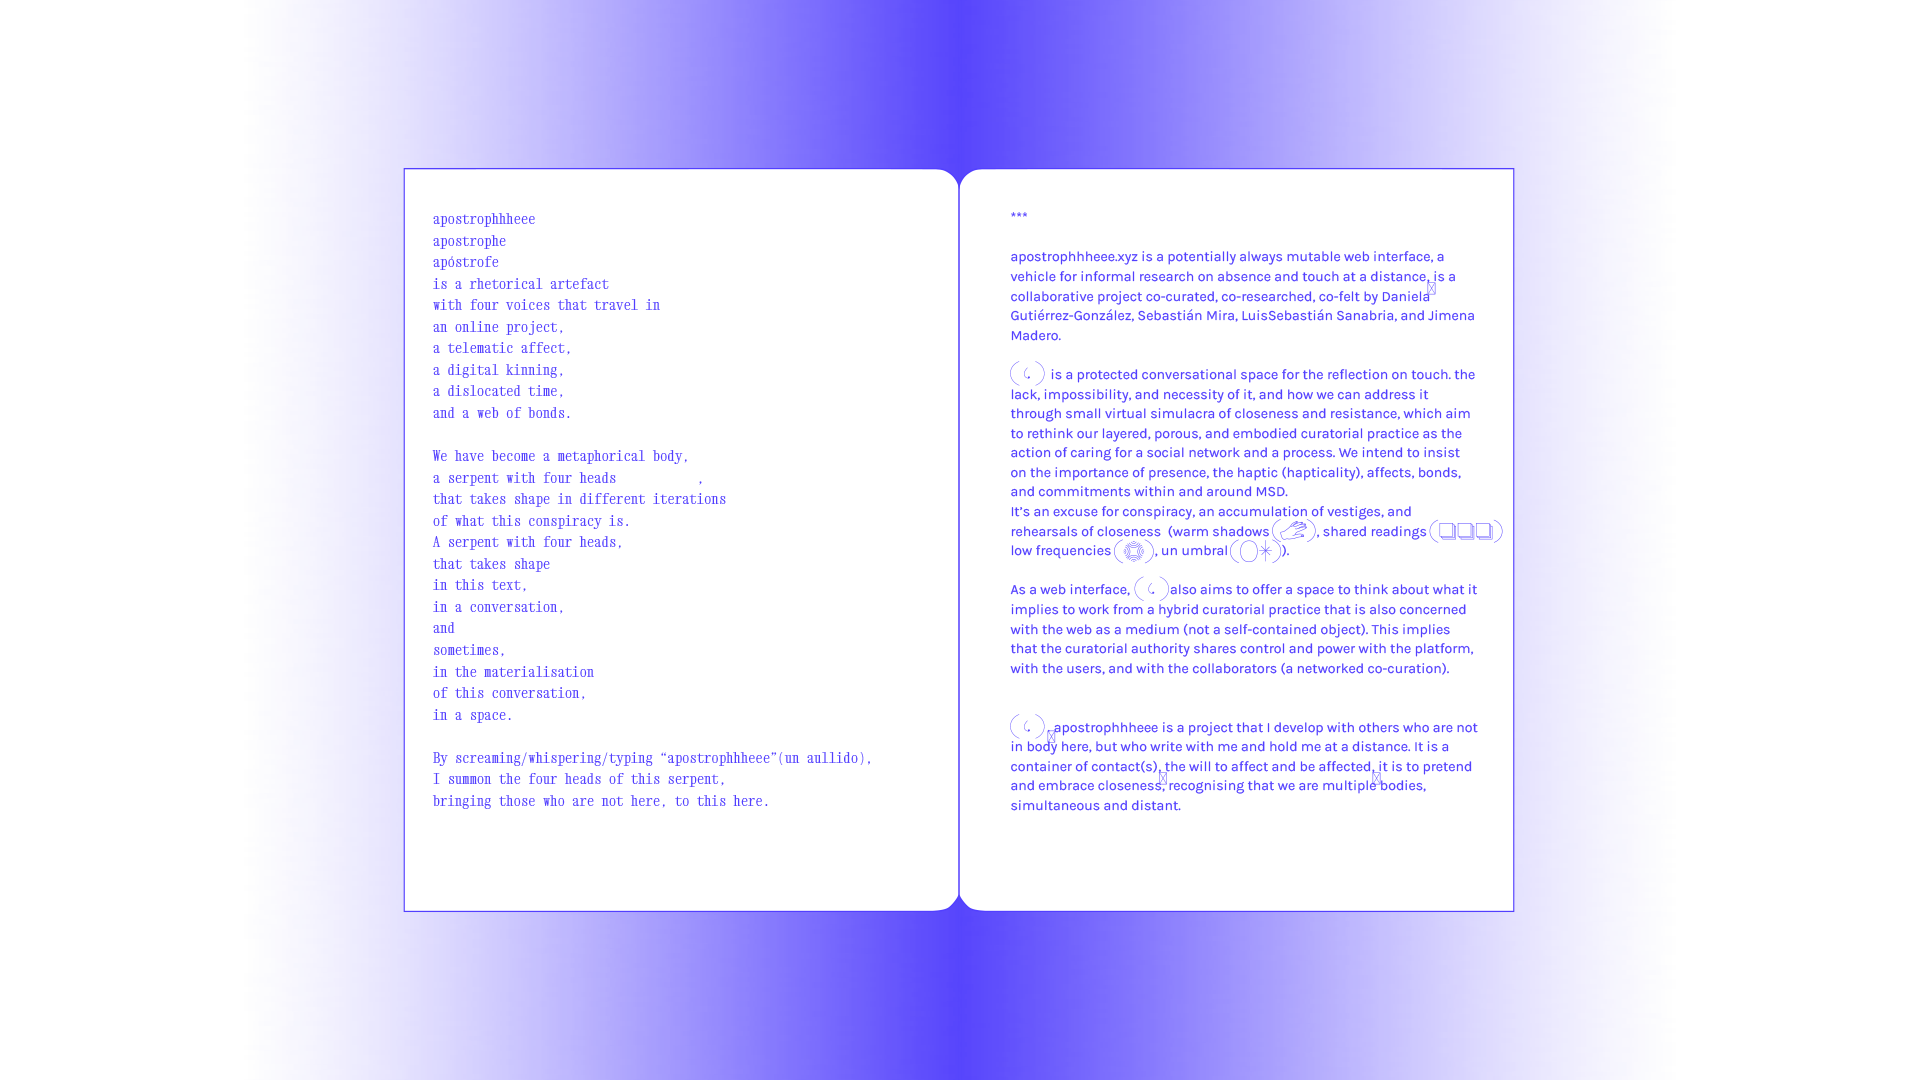 apostrophhheee
apostrophe
apóstrofe
is a rhetorical artefact
with four voices that travel in
an online project,
a telematic affect,
a digital kinning,
a dislocated time,
and a web of bonds.
We have become a metaphorical body,
a serpent with four heads ,
that takes shape in different iterations
of what this conspiracy is.
A serpent with four heads,
that takes shape
in this text,
in a conversation,
and
sometimes,
in the materialisation
of this conversation,
in a space.
By screaming/whispering/typing “apostrophhheee”(un aullido),
I summon the four heads of this serpent,
bringing those who are not here, to this here.
***
apostrophhheee.xyz is a potentially always mutable web interface, a
vehicle for informal research on absence and touch at a distance, is a
collaborative project co-curated, co-researched, co-felt by Daniela
Gutiérrez-González, Sebastián Mira, LuisSebastián Sanabria, and Jimena
Madero.
( ) is a protected conversational space for the reflection on touch. the
lack, impossibility, and necessity of it, and how we can address it
through small virtual simulacra of closeness and resistance, which aim
to rethink our layered, porous, and embodied curatorial practice as the
action of caring for a social network and a process. We intend to insist
on the importance of presence, the haptic (hapticality), affects, bonds,
and commitments within and around MSD.
It’s an excuse for conspiracy, an accumulation of vestiges, and
rehearsals of closeness (warm shadows ( ), shared readings ( )
low frequencies ( ), un umbral ( )).
As a web interface, ( ) also aims to offer a space to think about what it
implies to work from a hybrid curatorial practice that is also concerned
with the web as a medium (not a self-contained object). This implies
that the curatorial authority shares control and power with the platform,
with the users, and with the collaborators (a networked co-curation).
( ) apostrophhheee is a project that I develop with others who are not
in body here, but who write with me and hold me at a distance. It is a
container of contact(s), the will to affect and be affected, it is to pretend
and embrace closeness, recognising that we are multiple bodies,
simultaneous and distant.